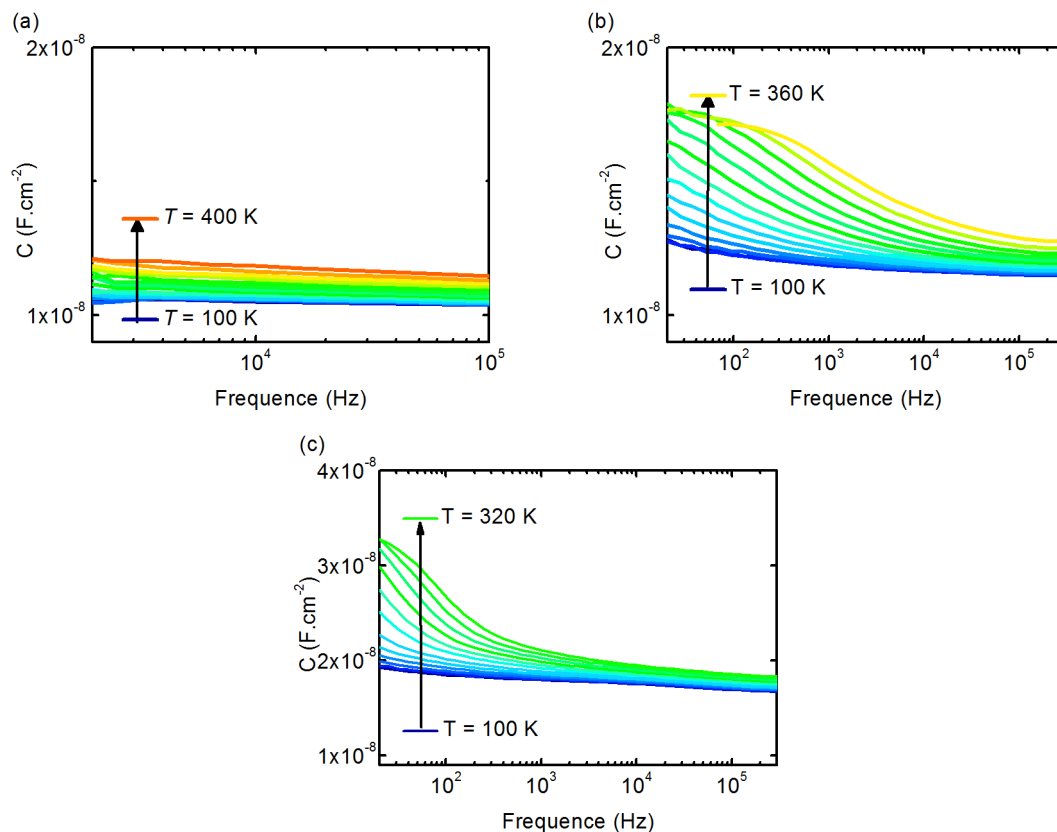 (a)
2x10⁻⁸
C (F.cm⁻²)
T = 400 K
T = 100 K
1x10⁻⁸
10⁴
10⁵
Frequence (Hz)
(b)
2x10⁻⁸
C (F.cm⁻²)
T = 360 K
T = 100 K
1x10⁻⁸
10²
10³
10⁴
10⁵
Frequence (Hz)
(c)
4x10⁻⁸
T = 320 K
3x10⁻⁸
C (F.cm⁻²)
2x10⁻⁸
T = 100 K
1x10⁻⁸
10²
10³
10⁴
10⁵
Frequence (Hz)